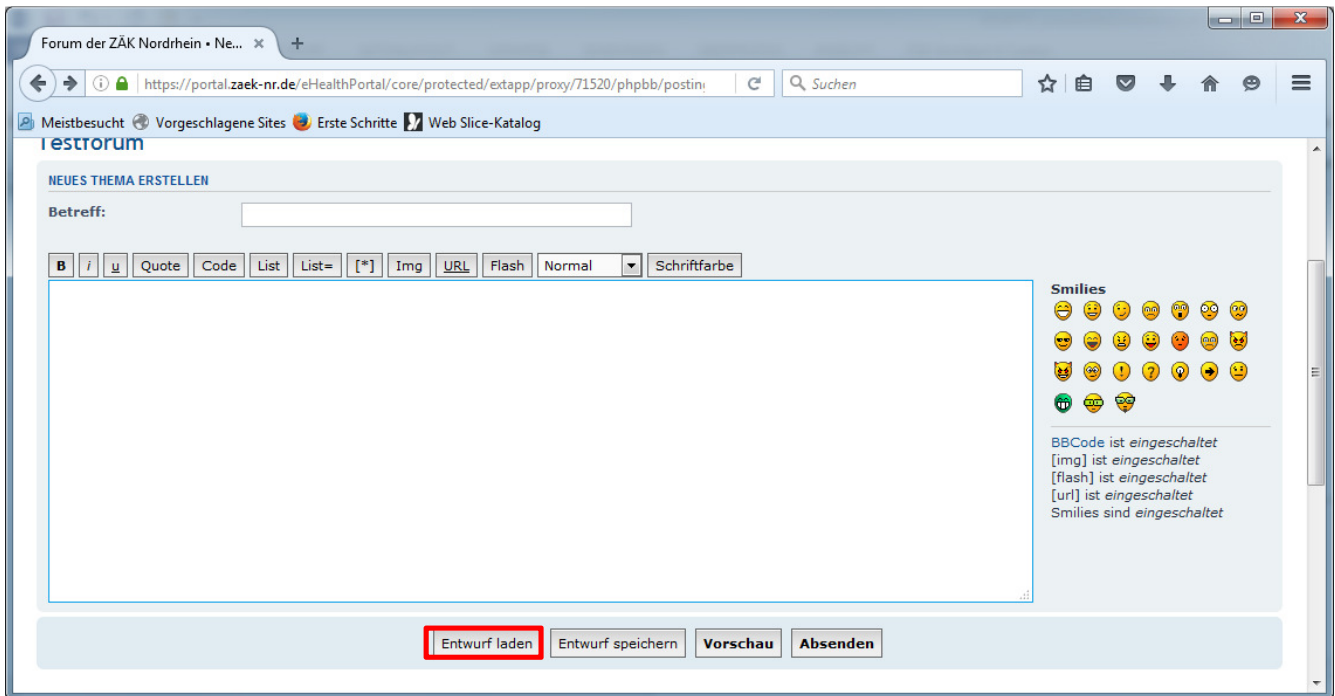 Forum der ZÄK Nordrhein • Ne... × +
https://portal.zaek-nr.de/eHealthPortal/core/protected/extapp/proxy/71520/phpbb/posting
Suchen
Meistbesucht Vorgeschlagene Sites Erste Schritte Web Slice-Katalog
Testforum
NEUES THEMA ERSTELLEN
Betreff:
B i u Quote Code List List= [*] Img URL Flash Normal Schriftfarbe
Smilies
BBCode ist eingeschaltet
[img] ist eingeschaltet
[flash] ist eingeschaltet
[url] ist eingeschaltet
Smilies sind eingeschaltet
Entwurf laden Entwurf speichern Vorschau Absenden